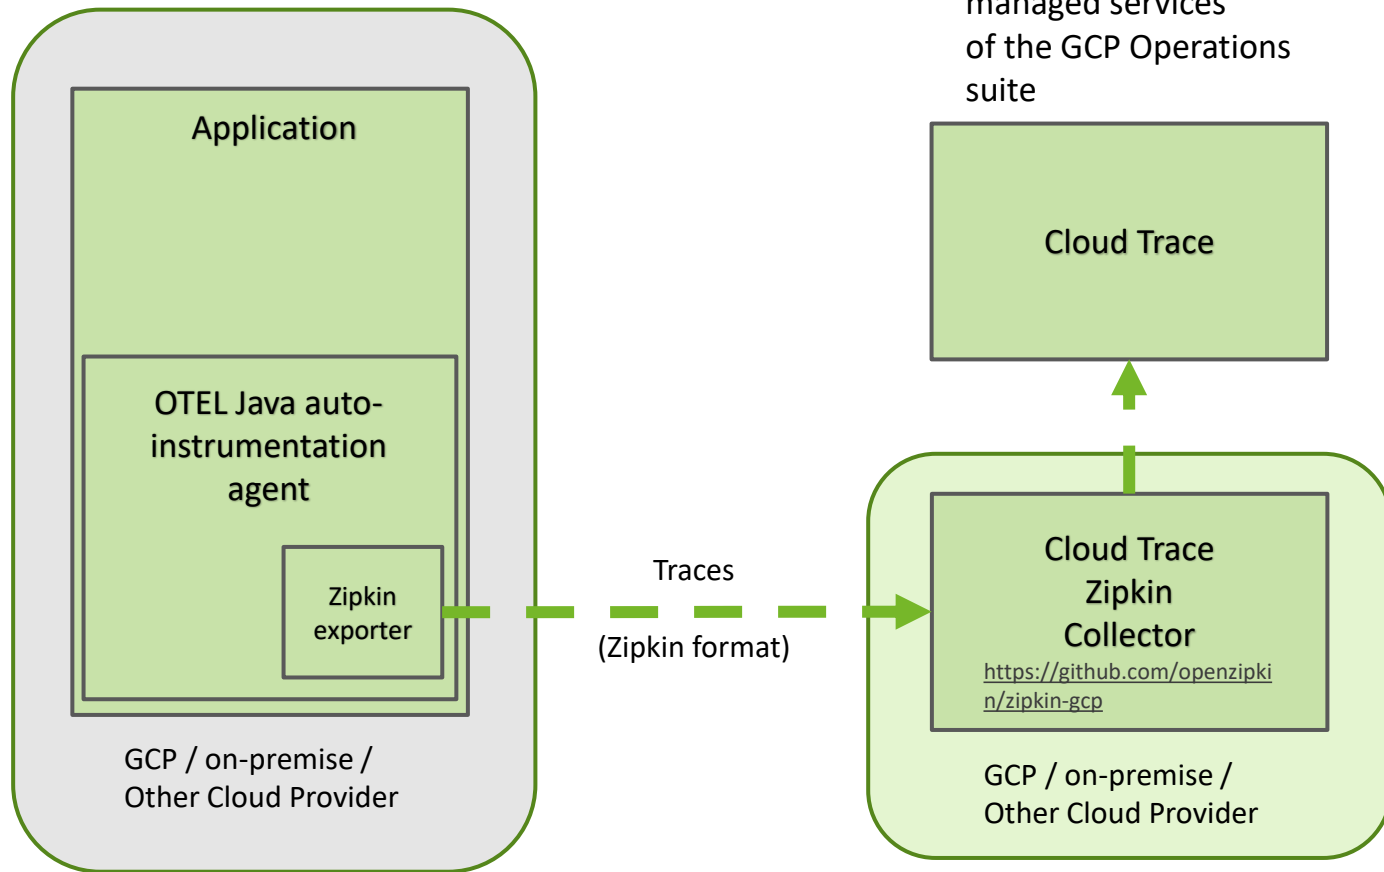 managed services
of the GCP Operations
suite
Application
Cloud Trace
OTEL Java auto-
instrumentation
agent
Zipkin
exporter
Traces
(Zipkin format)
Cloud Trace
Zipkin
Collector
https://github.com/openzipki
n/zipkin-gcp
GCP / on-premise /
Other Cloud Provider
GCP / on-premise /
Other Cloud Provider